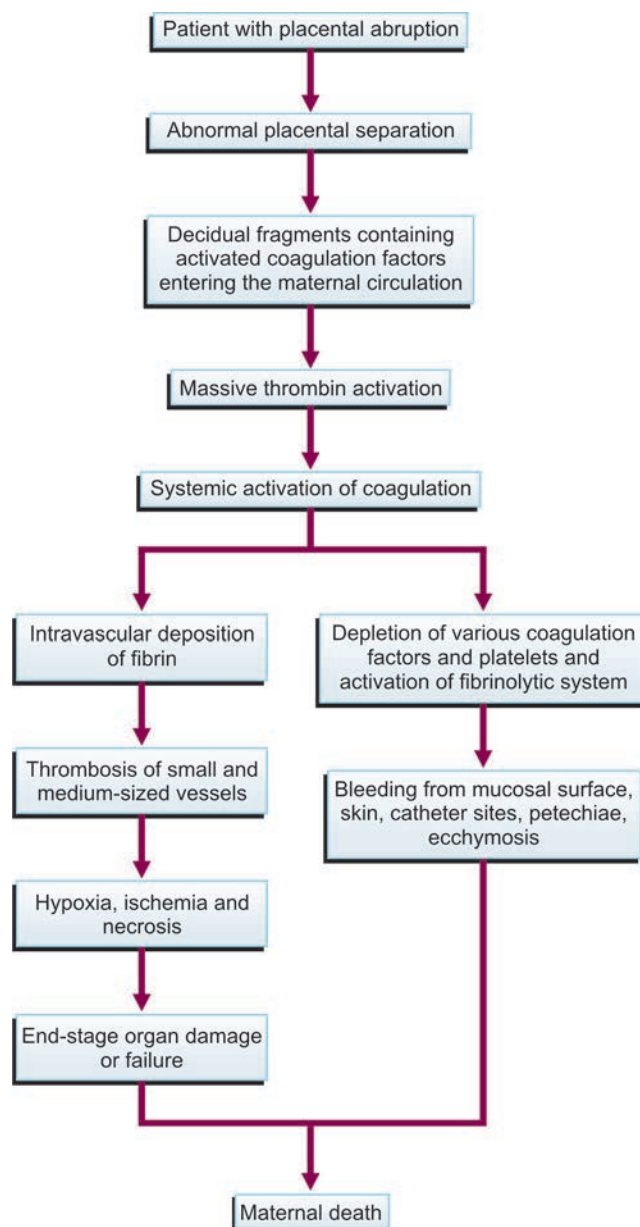 Patient with placental abruption
Abnormal placental separation
Decidual fragments containing
activated coagulation factors
entering the maternal circulation
Massive thrombin activation
Systemic activation of coagulation
Intravascular deposition
of fibrin
Thrombosis of small and
medium-sized vessels
Hypoxia, ischemia and
necrosis
End-stage organ damage
or failure
Depletion of various coagulation
factors and platelets and
activation of fibrinolytic system
Bleeding from mucosal surface,
skin, catheter sites, petechiae,
ecchymosis
Maternal death